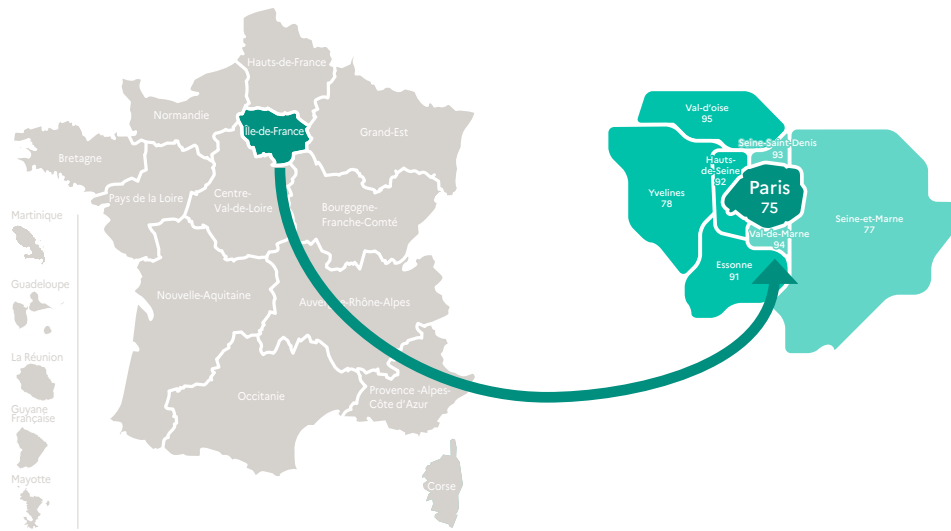 Hauts-de-France
Normandie
Île-de-France
Grand-Est
Bretagne
Pays de la Loire
Centre-
Val-de-Loire
Bourgogne-
Franche-Comté
Nouvelle-Aquitaine
Auvergne-Rhône-Alpes
Occitanie
Provence -Alpes-
Côte d'Azur
Corse
Martinique
Guadeloupe
La Réunion
Guyane
Française
Mayotte
Val-d'oise
95
Seine-Saint-Denis
93
Hauts-
de-Seine
92
Paris
75
Yvelines
78
Seine-et-Marne
77
Val-de-Marne
94
Essonne
91